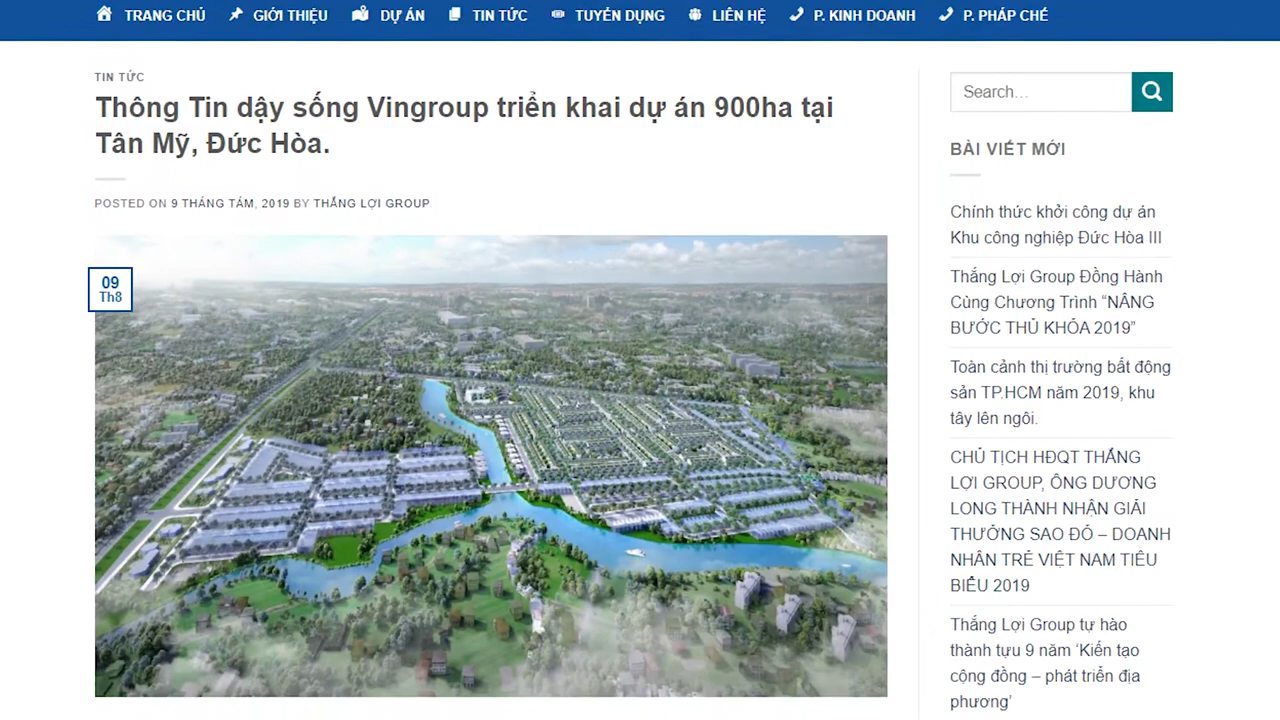 TRANG CHỦ GIỚI THIỆU DỰ ÁN TIN TỨC TUYỂN DỤNG LIÊN HỆ P. KINH DOANH P. PHÁP CHẾ
TIN TỨC
Thông Tin dậy sống Vingroup triển khai dự án 900ha tại
Tân Mỹ, Đức Hòa.
POSTED ON 9 THÁNG TÁM, 2019 BY THẮNG LỢI GROUP
09
Th8
Search...
BÀI VIẾT MỚI
Chính thức khởi công dự án
Khu công nghiệp Đức Hòa III
Thắng Lợi Group Đồng Hành
Cùng Chương Trình “NÂNG
BƯỚC THỦ KHOA 2019”
Toàn cảnh thị trường bất động
sản TP.HCM năm 2019, khu
tây lên ngôi.
CHỦ TỊCH HĐQT THẮNG
LỢI GROUP, ÔNG DƯƠNG
LONG THÀNH NHẬN GIẢI
THƯỞNG SAO ĐỎ – DOANH
NHÂN TRẺ VIỆT NAM TIÊU
BIỂU 2019
Thắng Lợi Group tự hào
thành tựu 9 năm ‘Kiến tạo
cộng đồng – phát triển địa
phương’